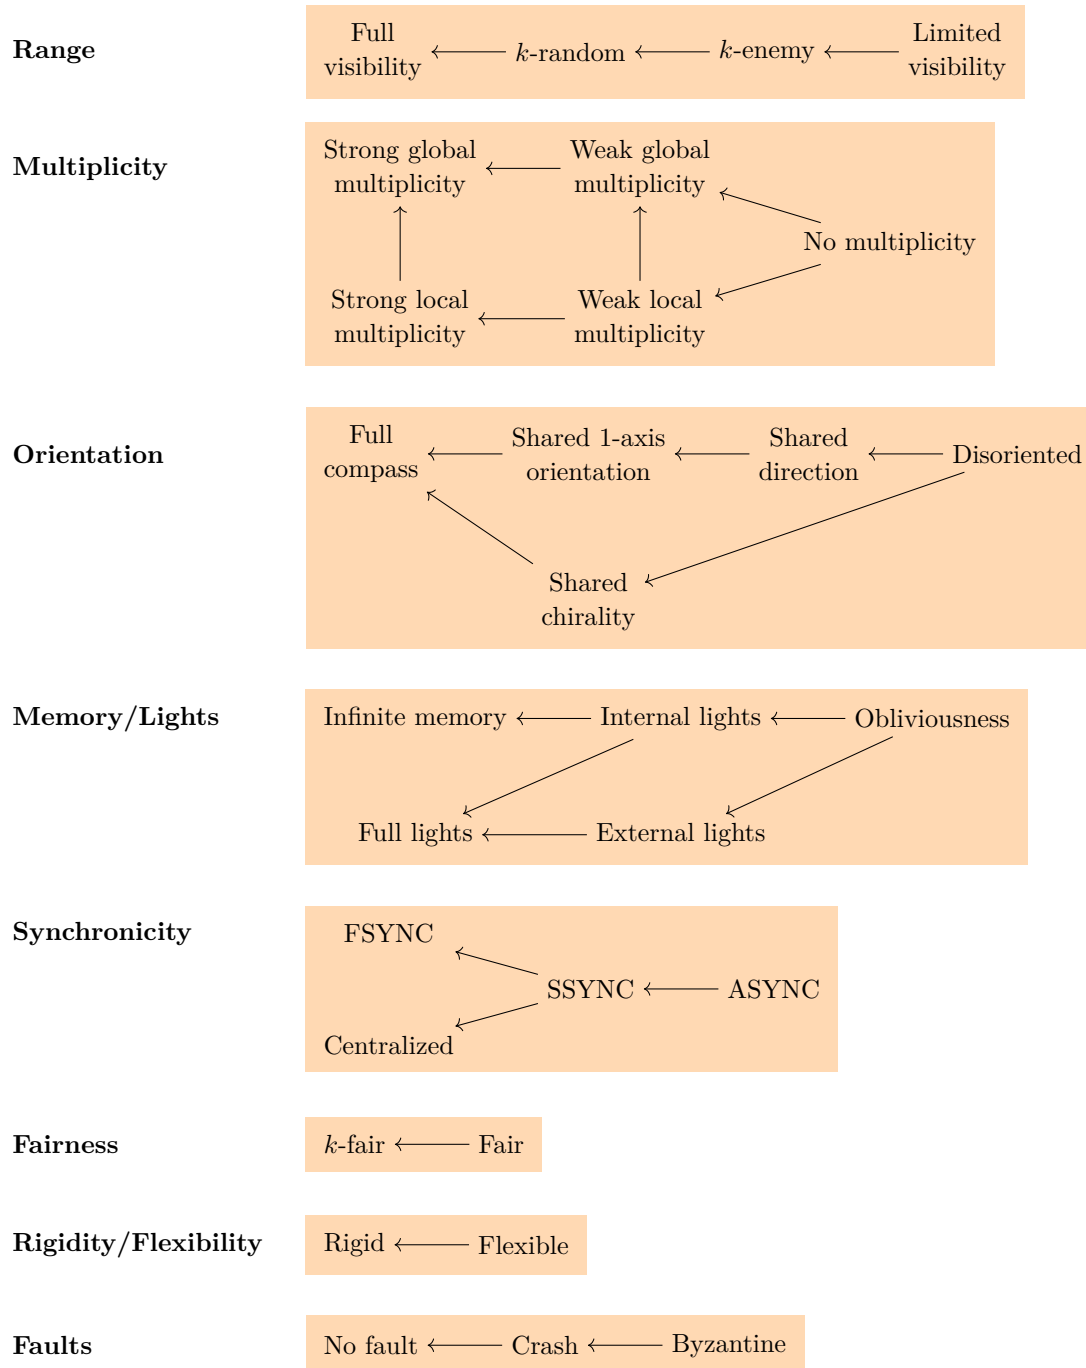 Range
Full
visibility
k-random
k-enemy
Limited
visibility
Multiplicity
Strong global
multiplicity
Weak global
multiplicity
No multiplicity
Strong local
multiplicity
Weak local
multiplicity
Orientation
Full
compass
Shared 1-axis
orientation
Shared
direction
Disoriented
Shared
chirality
Memory/Lights
Infinite memory
Internal lights
Obliviousness
Full lights
External lights
Synchronicity
FSYNC
SSYNC
ASYNC
Centralized
Fairness
k-fair
Fair
Rigidity/Flexibility
Rigid
Flexible
Faults
No fault
Crash
Byzantine